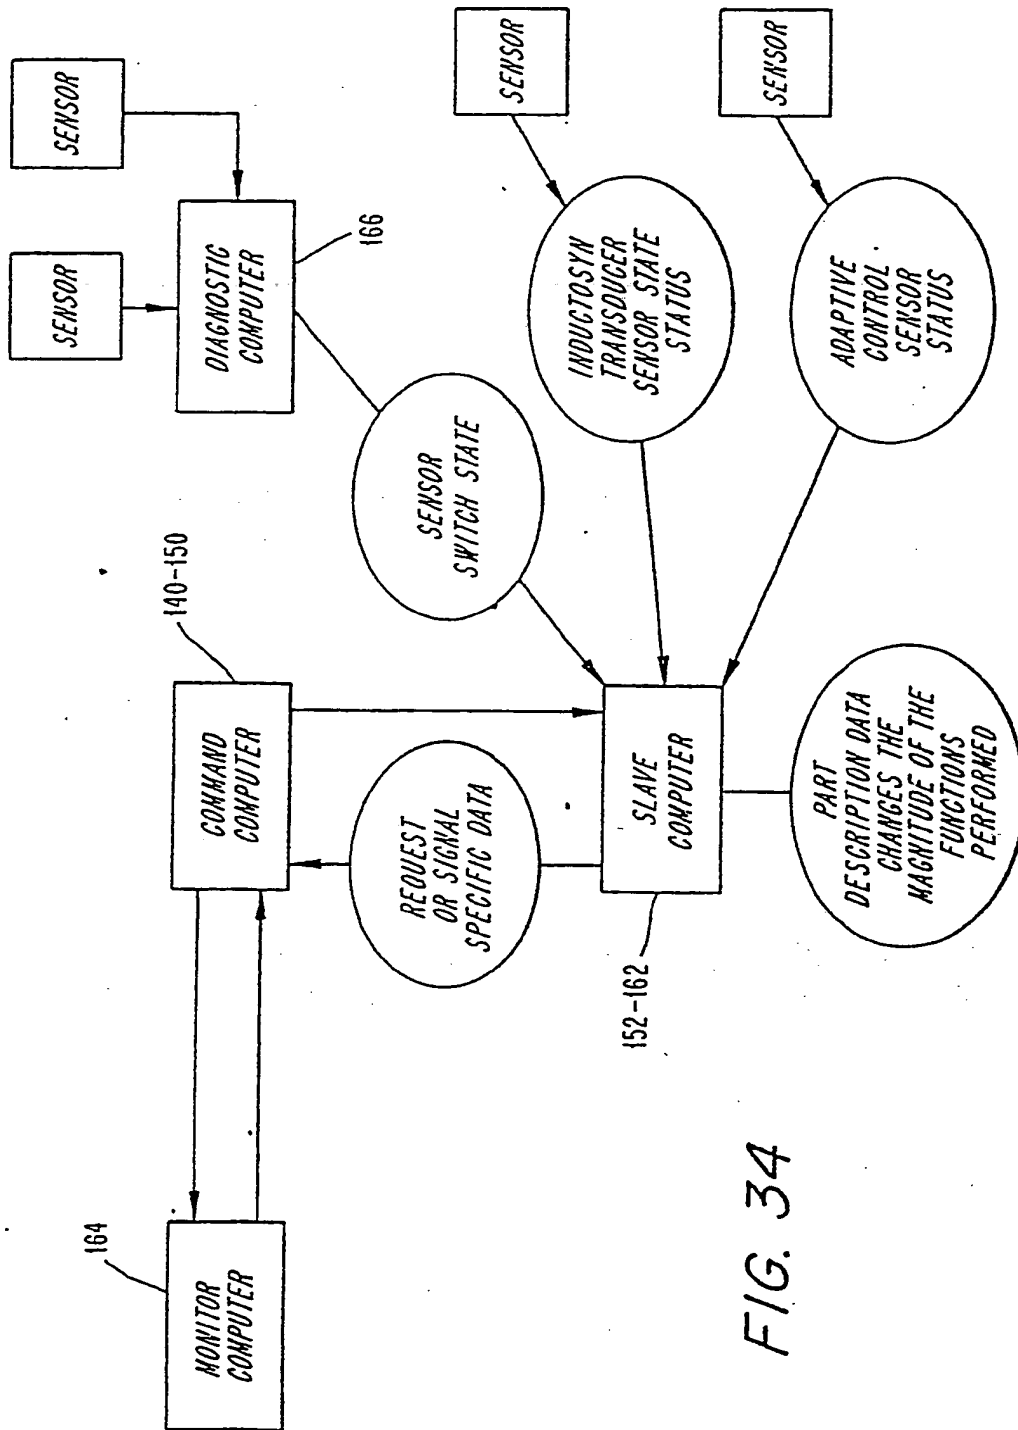 164
MONITOR
COMPUTER
140-150
COMMAND
COMPUTER
166
DIAGNOSTIC
COMPUTER
SENSOR
SENSOR
REQUEST
OR SIGNAL
SPECIFIC DATA
SENSOR
SWITCH STATE
152-162
SLAVE
COMPUTER
INDUCTOSYN
TRANSDUCER
SENSOR STATE
STATUS
SENSOR
PART
DESCRIPTION DATA
CHANGES THE
MAGNITUDE OF THE
FUNCTIONS
PERFORMED
ADAPTIVE
CONTROL
SENSOR
STATUS
SENSOR
FIG. 34